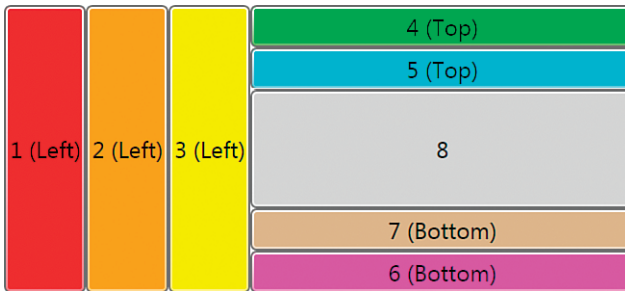 1 (Left)
2 (Left)
3 (Left)
4 (Top)
5 (Top)
8
7 (Bottom)
6 (Bottom)